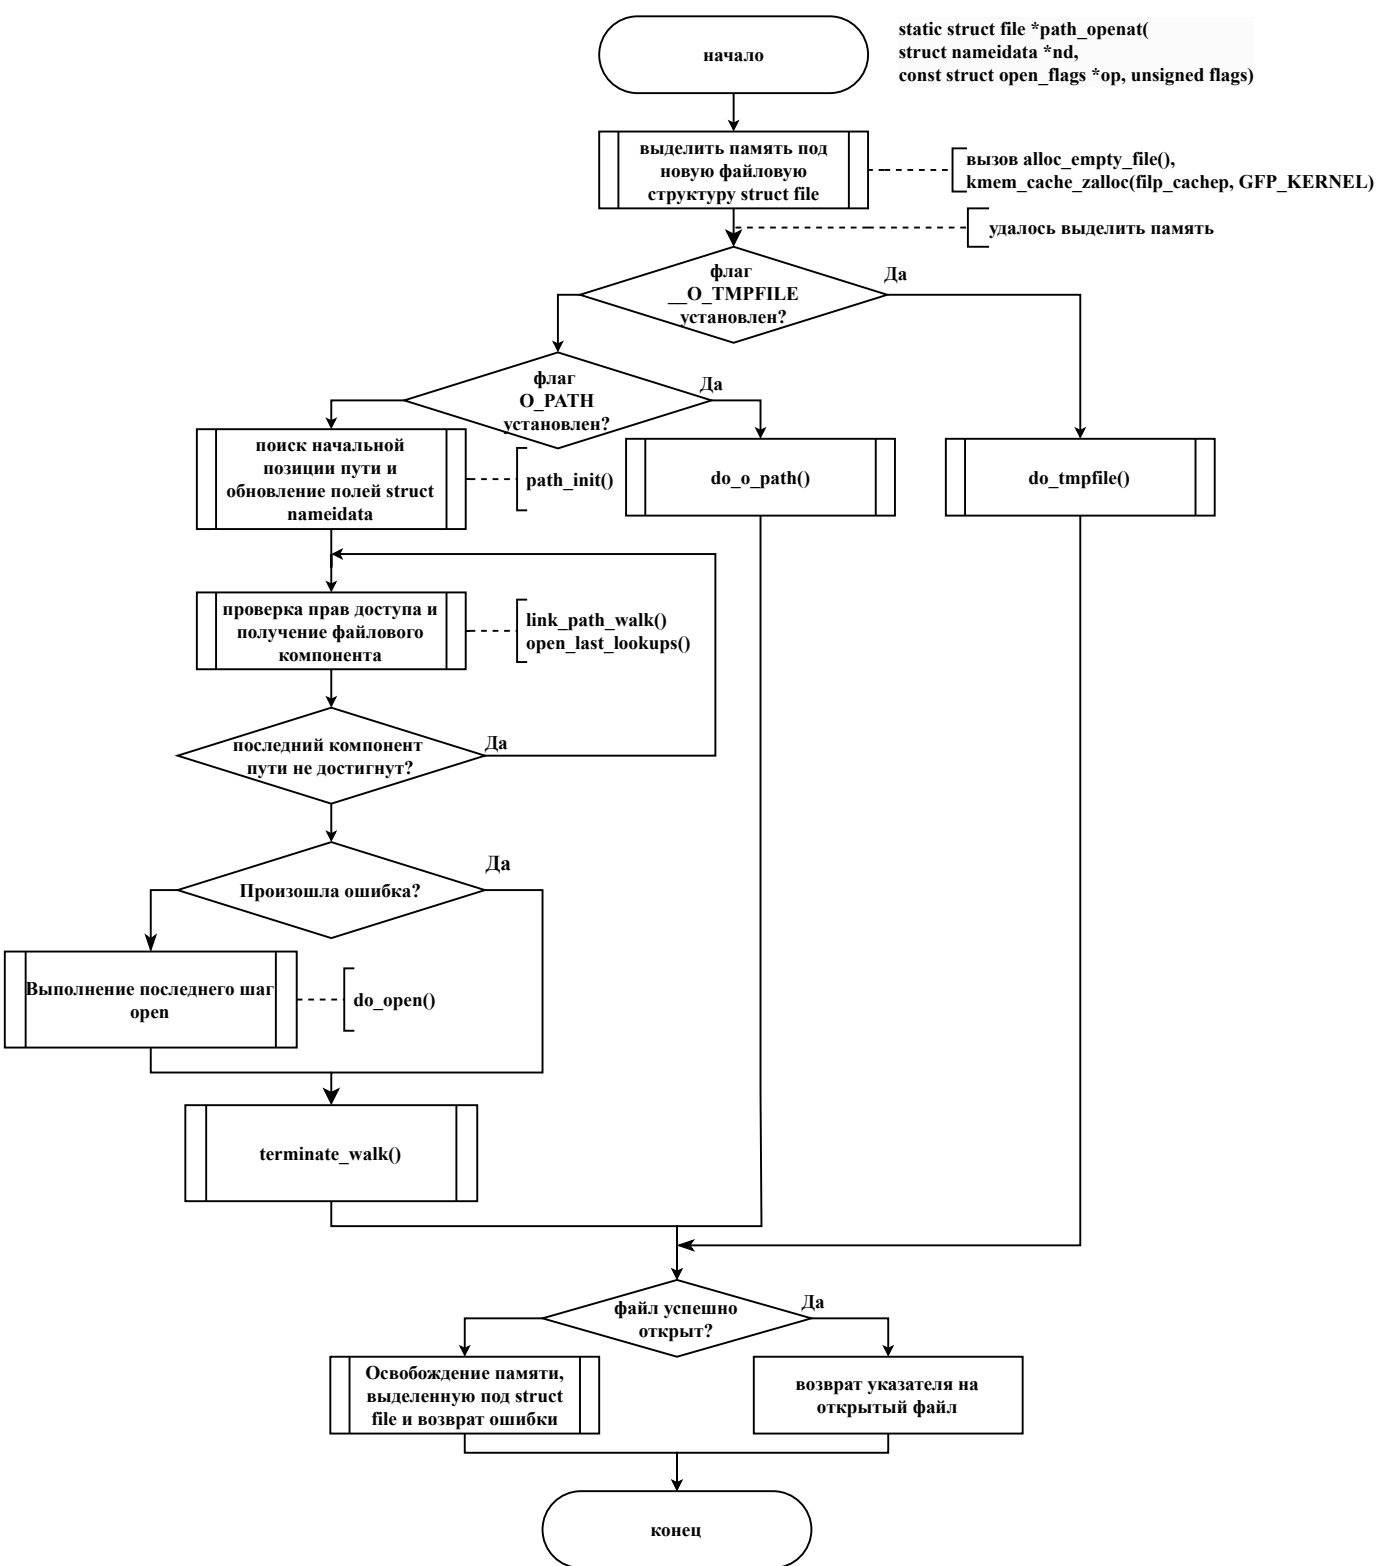 начало
static struct file *path_openat(
struct nameidata *nd,
const struct open_flags *op, unsigned flags)
выделить память под
новую файловую
структуру struct file
вызов alloc_empty_file(),
kmem_cache_zalloc(filp_cachep, GFP_KERNEL)
удалось выделить память
флаг
__O_TMPFILE
установлен?
Да
флаг
O_PATH
установлен?
Да
поиск начальной
позиции пути и
обновление полей struct
nameidata
path_init()
do_o_path()
do_tmpfile()
проверка прав доступа и
получение файлового
компонента
link_path_walk()
open_last_lookups()
последний компонент
пути не достигнут?
Да
Произошла ошибка?
Да
Выполнение последнего шаг
open
do_open()
terminate_walk()
файл успешно
открыт?
Да
Освобождение памяти,
выделенную под struct
file и возврат ошибки
возврат указателя на
открытый файл
конец